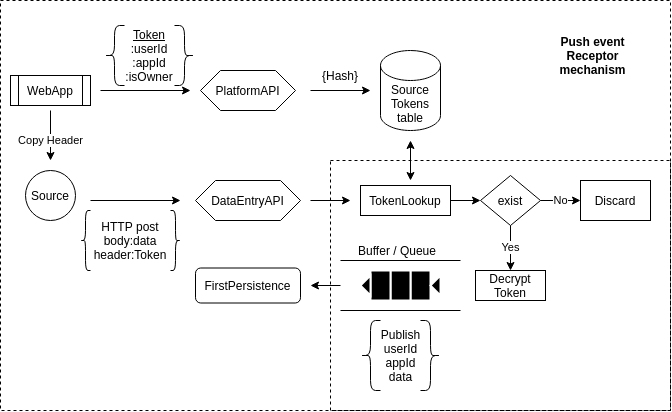 Token
:userId
:appId
:isOwner
Push event
Receptor
mechanism
WebApp
PlatformAPI
{Hash}
Source
Tokens
table
Copy Header
Source
DataEntryAPI
TokenLookup
exist
No
Discard
HTTP post
body:data
header:Token
Yes
Buffer / Queue
FirstPersistence
Decrypt
Token
Publish
userId
appId
data